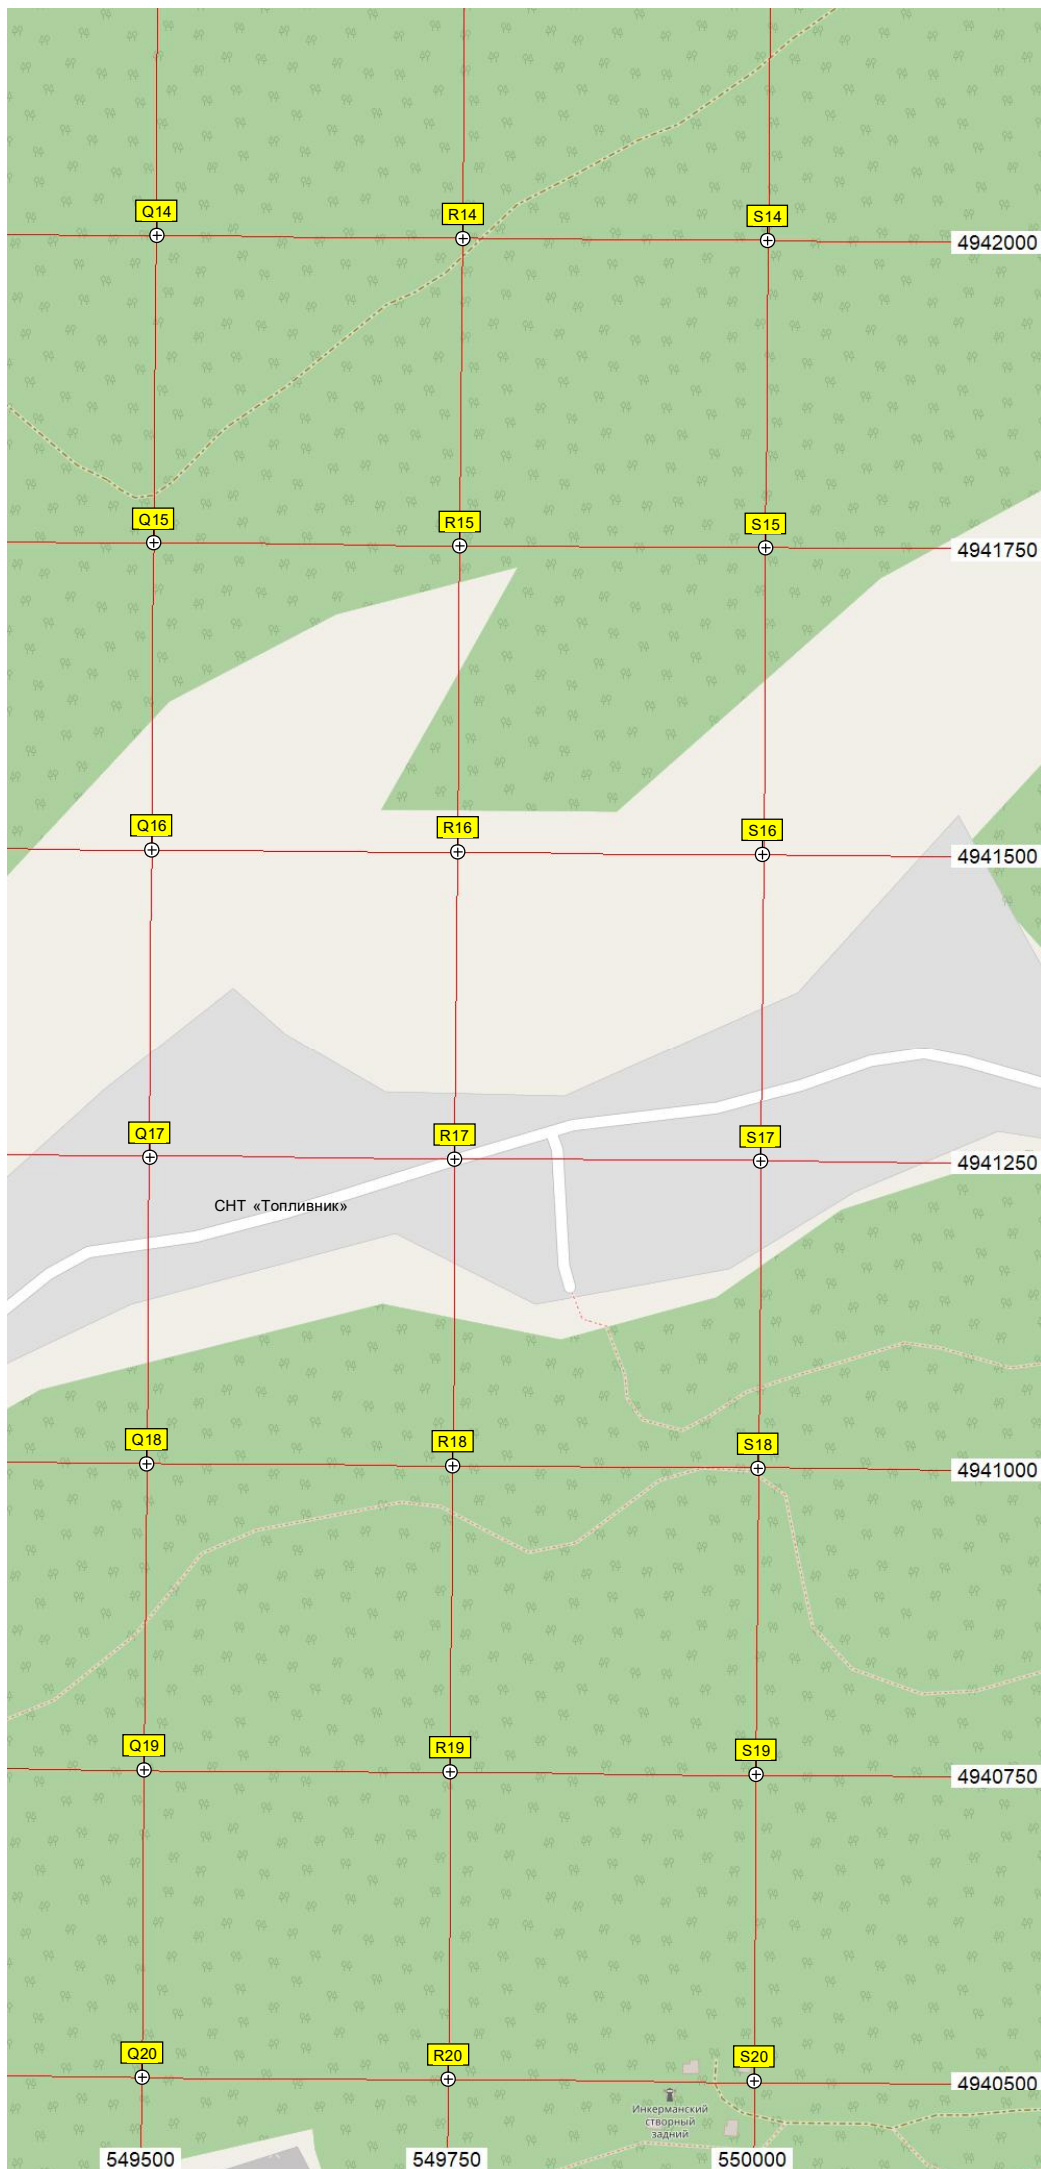 Q14
R14
S14
4942000
Q15
R15
S15
4941750
Q16
R16
S16
4941500
Q17
R17
S17
4941250
СНТ «Топливник»
Q18
R18
S18
4941000
Q19
R19
S19
4940750
Q20
R20
S20
4940500
Инкерманский
створный
задний
549500
549750
550000